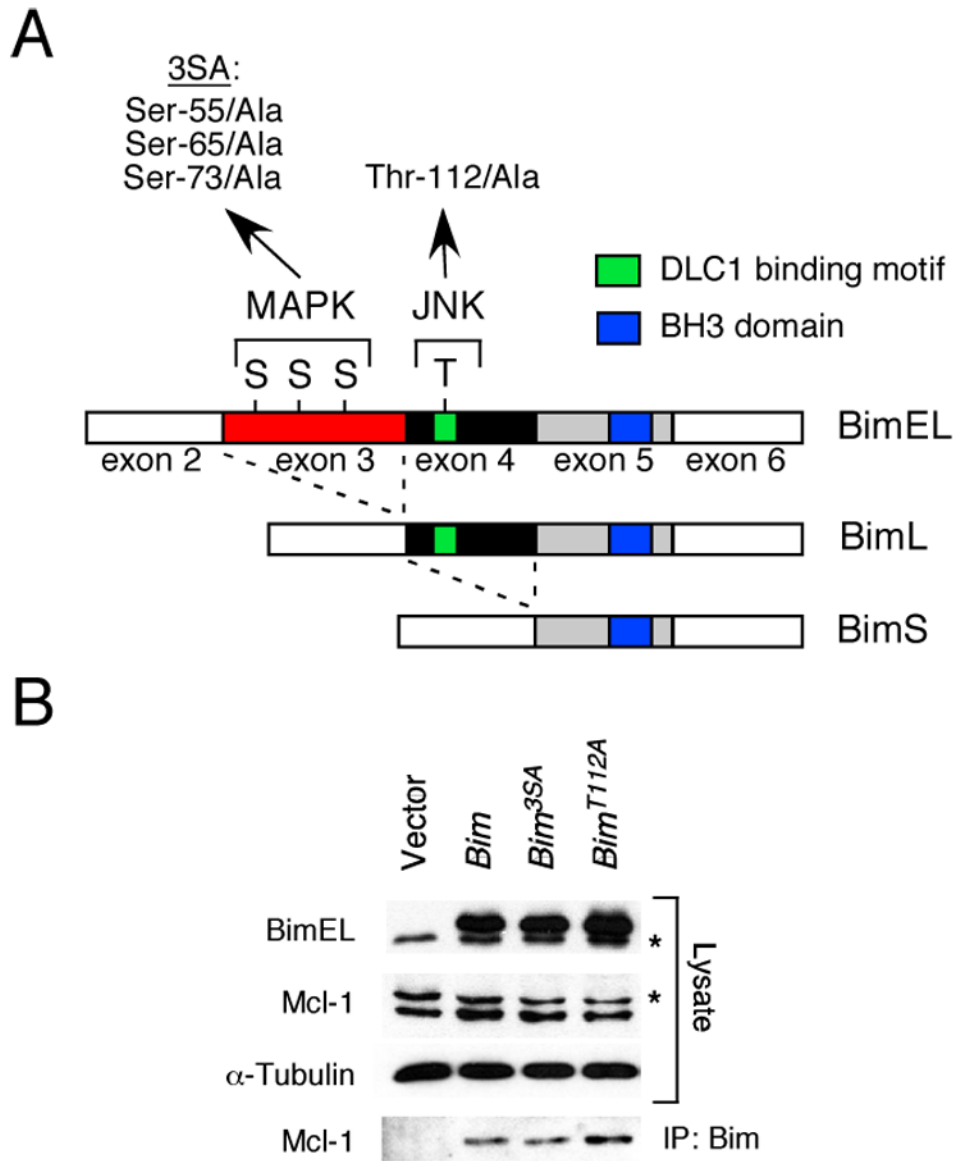 A
3SA:
Ser-55/Ala
Ser-65/Ala
Ser-73/Ala
Thr-112/Ala
MAPK
JNK
DLC1 binding motif
BH3 domain
S S S
T
BimEL
exon 2 exon 3 exon 4 exon 5 exon 6
BimL
BimS
B
Vector
Bim
Bim3SA
BimT112A
BimEL
*
Mcl-1
*
α-Tubulin
Lysate
Mcl-1
IP: Bim